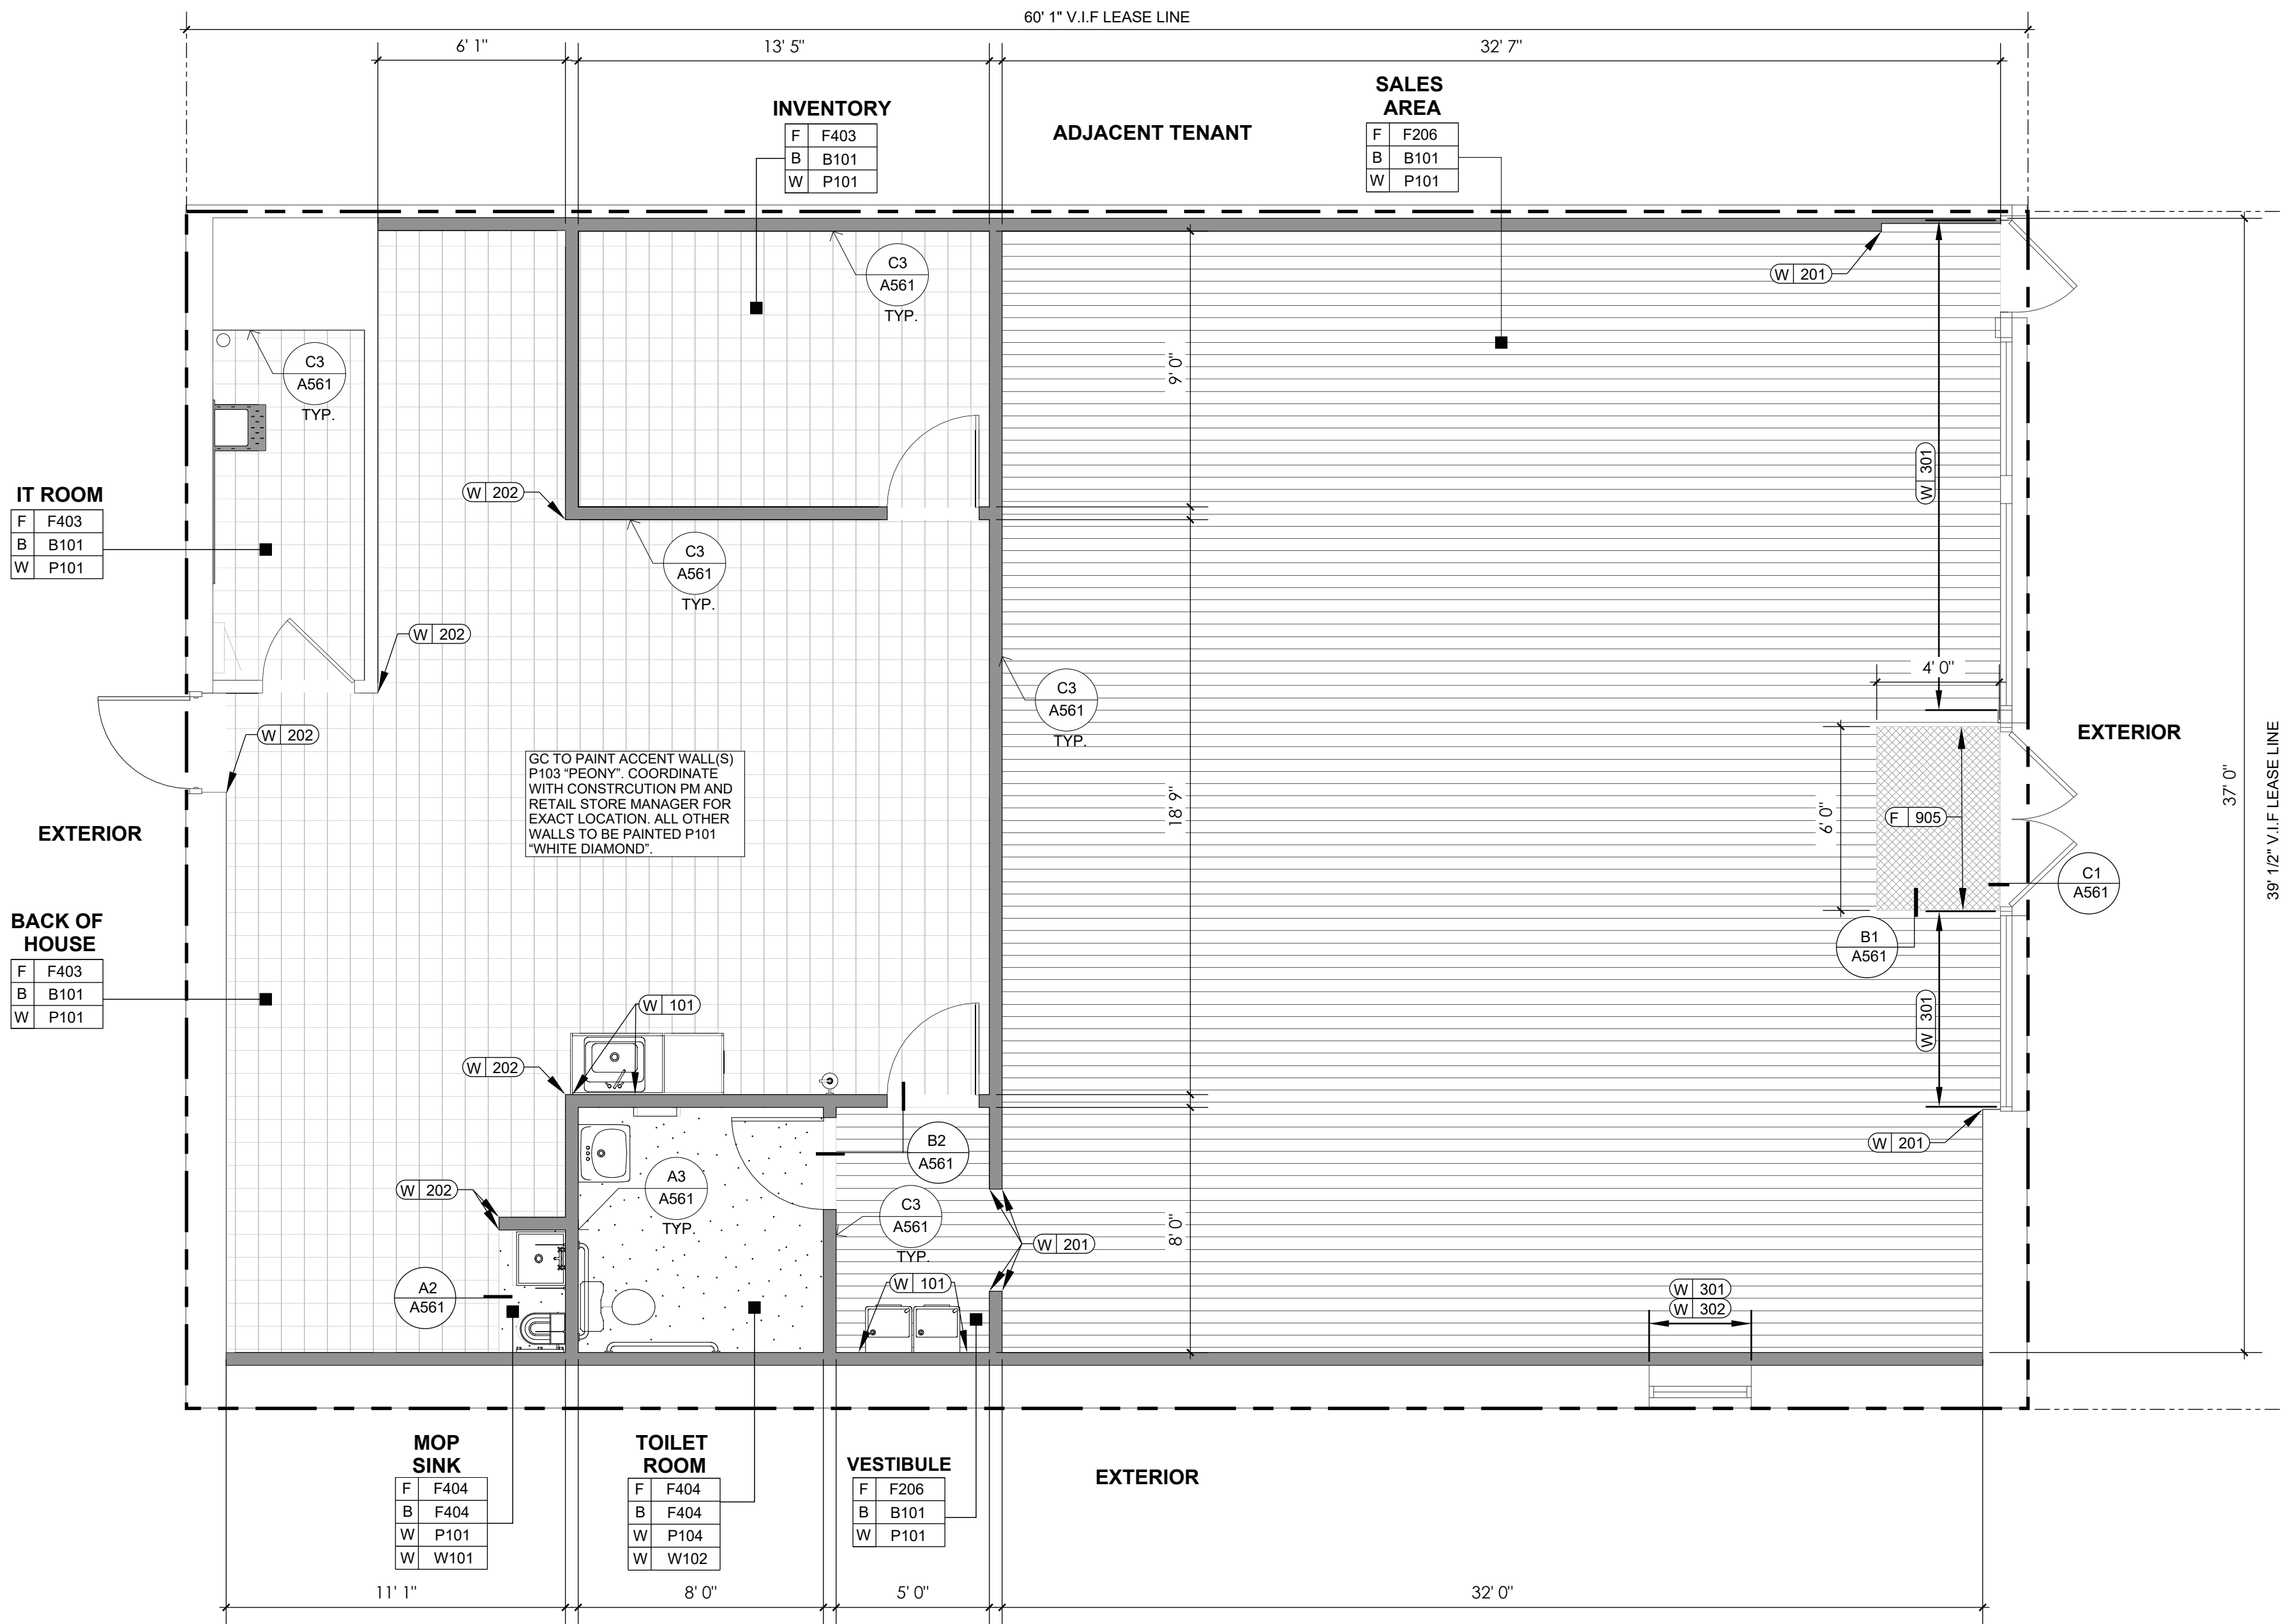 60' 1" V.I.F LEASE LINE
6' 1"
13' 5"
32' 7"
INVENTORY
F F403
B B101
W P101
ADJACENT TENANT
SALES
AREA
F F206
B B101
W P101
C3
A561
TYP.
W 201
C3
A561
TYP.
9' 0"
W 301
IT ROOM
F F403
B B101
W P101
W 202
C3
A561
TYP.
W 202
C3
A561
TYP.
4' 0"
W 202
EXTERIOR
EXTERIOR
GC TO PAINT ACCENT WALL(S)
P103 “PEONY”. COORDINATE
WITH CONSTRCUTION PM AND
RETAIL STORE MANAGER FOR
EXACT LOCATION. ALL OTHER
WALLS TO BE PAINTED P101
“WHITE DIAMOND”.
18' 9"
6' 0"
F 905
37' 0"
39' 1/2" V.I.F LEASE LINE
C1
A561
B1
A561
BACK OF
HOUSE
F F403
B B101
W P101
W 101
W 301
W 202
W 201
B2
A561
A3
A561
TYP.
W 202
C3
A561
TYP.
8' 0"
W 201
A2
A561
W 101
W 301
W 302
MOP
SINK
F F404
B F404
W P101
W W101
TOILET
ROOM
F F404
B F404
W P104
W W102
VESTIBULE
F F206
B B101
W P101
EXTERIOR
11' 1"
8' 0"
5' 0"
32' 0"